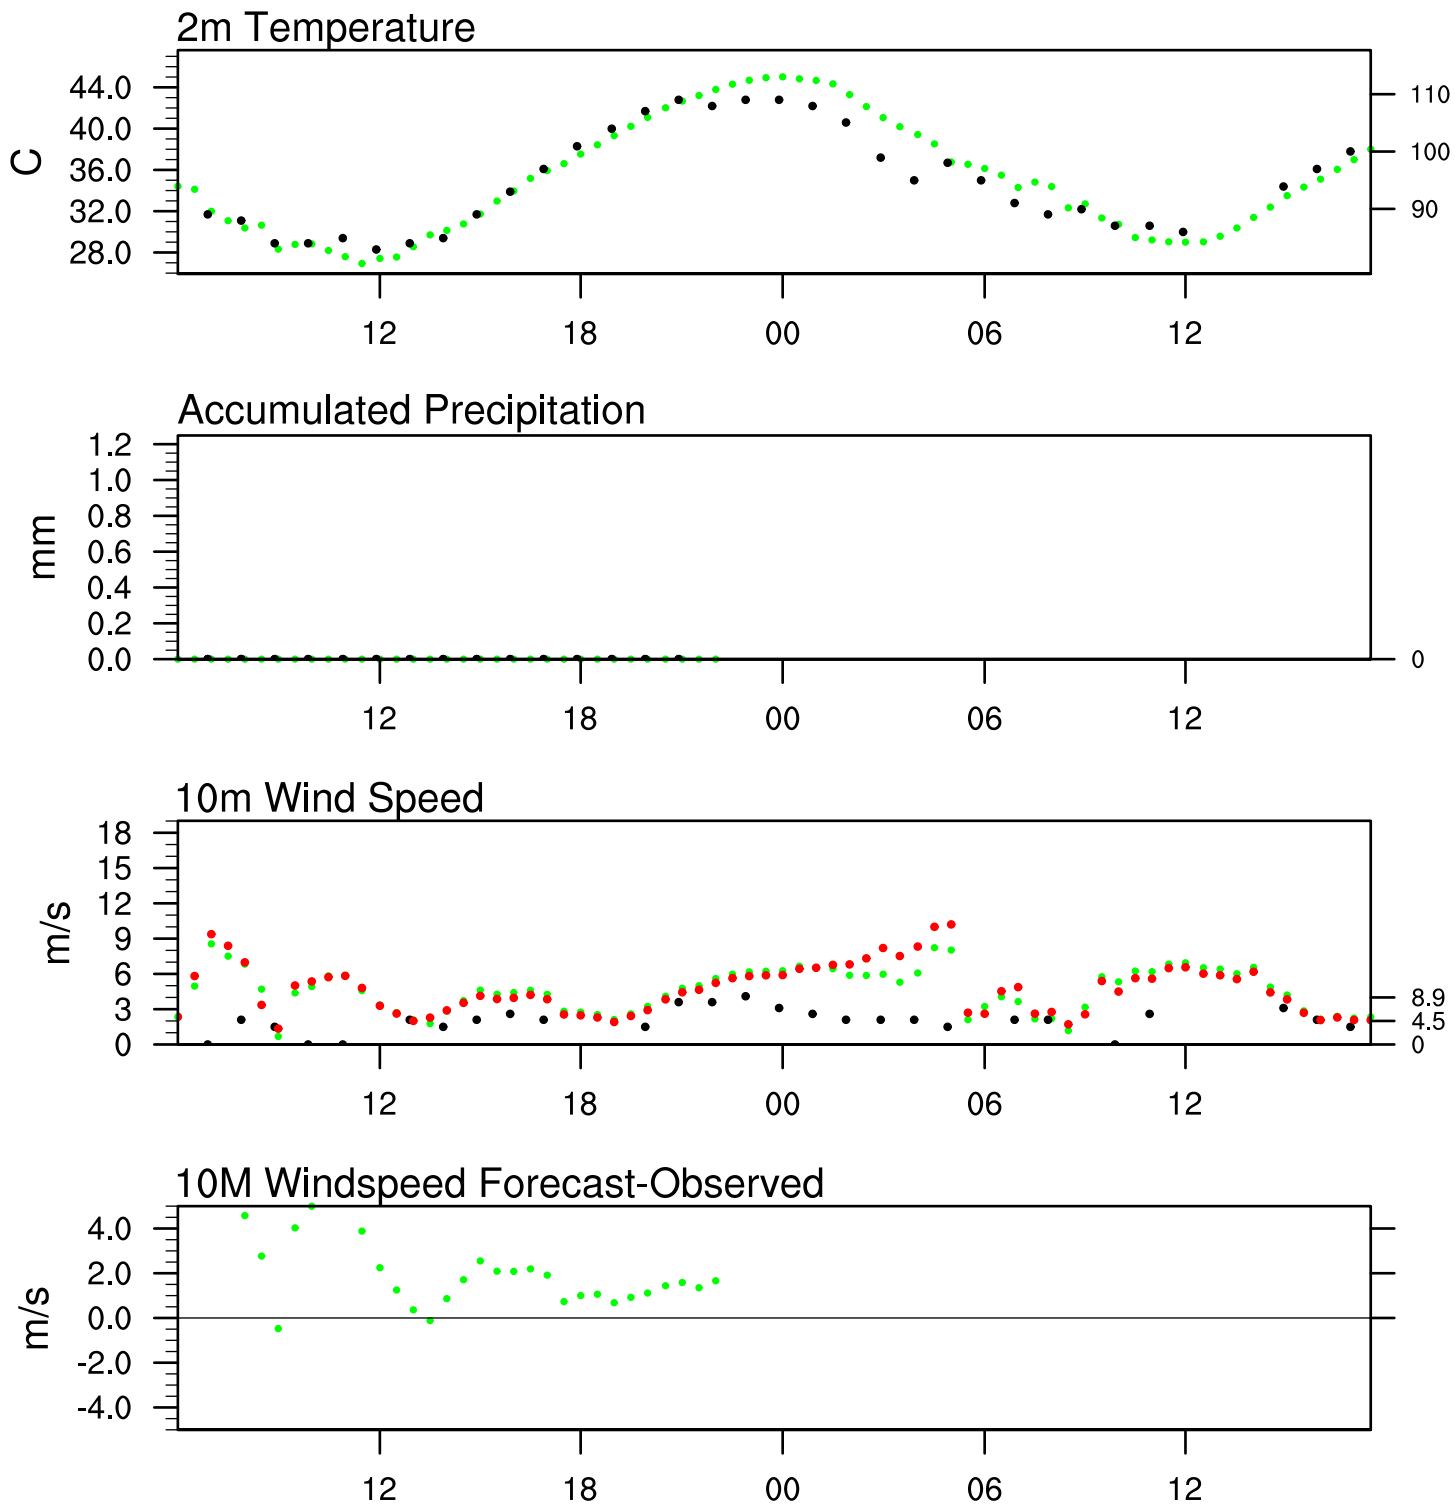 2m Temperature
44.0
40.0
36.0
32.0
28.0
C
110
100
90
12 18 00 06 12
Accumulated Precipitation
1.2
1.0
0.8
0.6
0.4
0.2
0.0
mm
0
12 18 00 06 12
10m Wind Speed
18
15
12
9
6
3
0
m/s
8.9
4.5
0
12 18 00 06 12
10M Windspeed Forecast-Observed
4.0
2.0
0.0
-2.0
-4.0
m/s
12 18 00 06 12